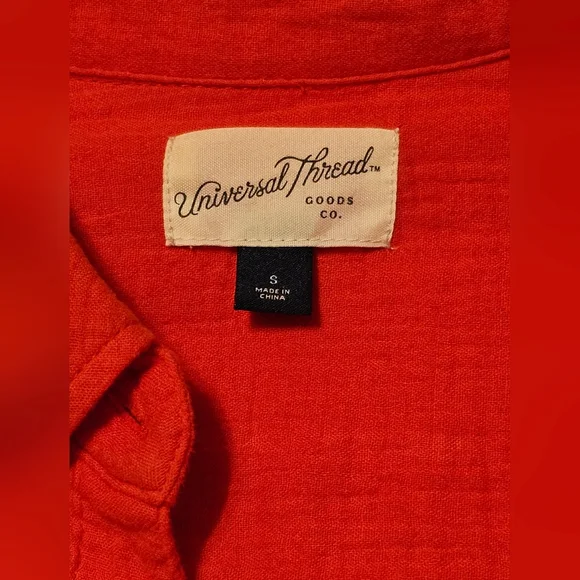 Universal Thread™
GOODS
CO.
S
MADE IN
CHINA